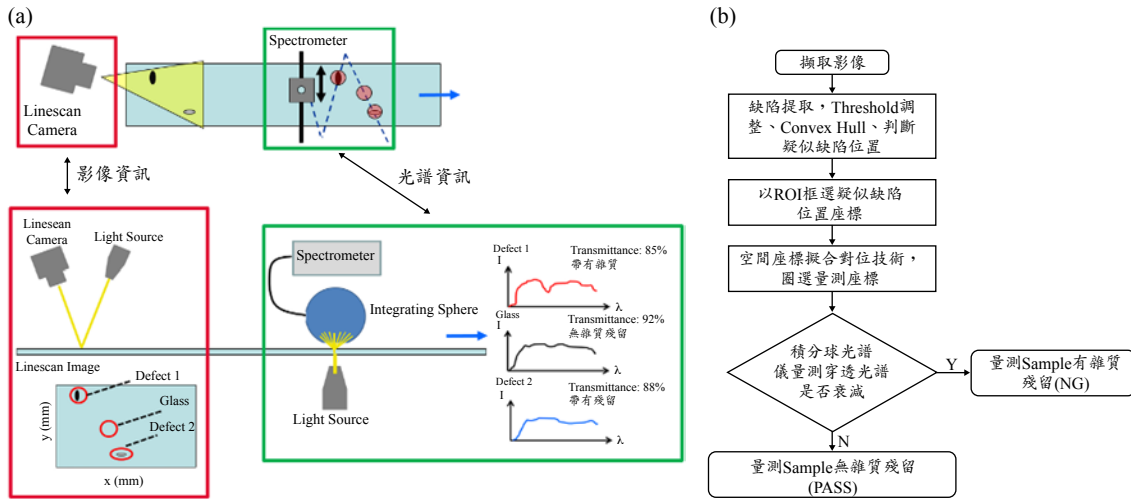 (a)
Spectrometer
Linescan
Camera
影像資訊
光譜資訊
Linesean
Camera
Light Source
Linescan Image
Defect 1
Glass
Defect 2
y (mm)
x (mm)
Spectrometer
Integrating Sphere
Light Source
Defect 1
I
Transmittance: 85%
帶有雜質
λ
Glass
I
Transmittance: 92%
無雜質殘留
λ
Defect 2
I
Transmittance: 88%
帶有殘留
λ
(b)
擷取影像
缺陷提取，Threshold調
整、Convex Hull、判斷
疑似缺陷位置
以ROI框選疑似缺陷
位置座標
空間座標擬合對位技術，
圈選量測座標
積分球光譜
儀量測穿透光譜
是否衰減
Y
量測Sample有雜質
殘留(NG)
N
量測Sample無雜質殘留
(PASS)